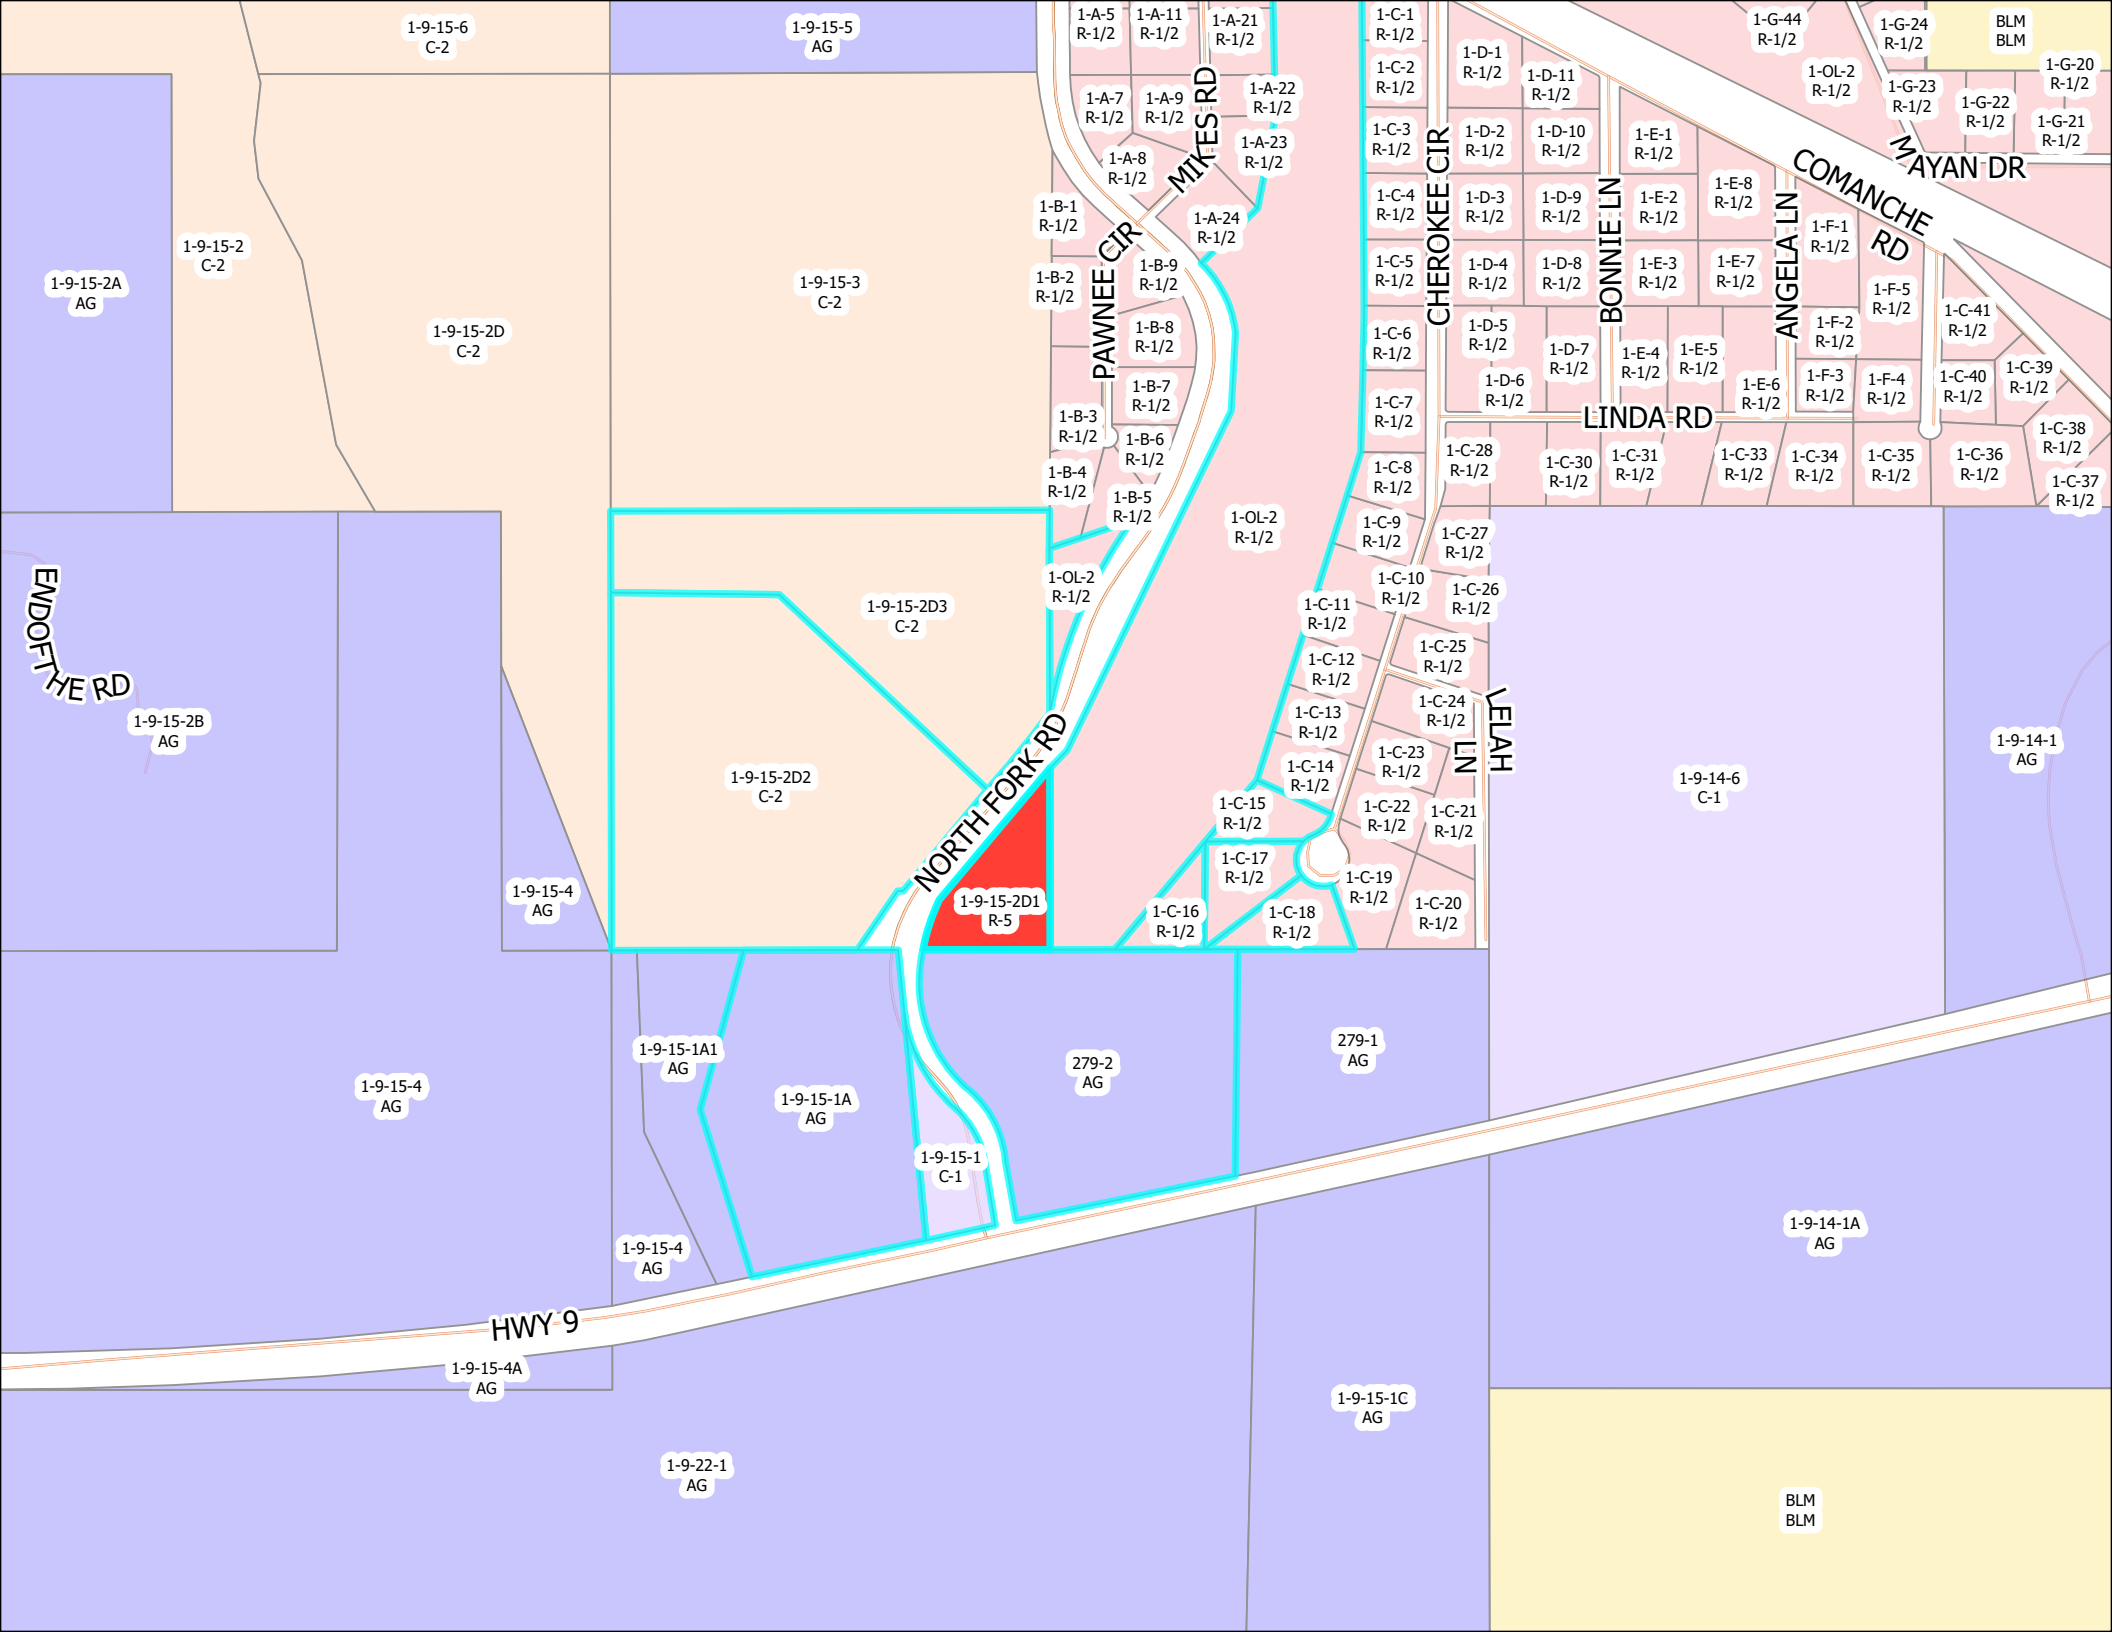 1-9-15-6
C-2
1-9-15-5
AG
1-A-5
R-1/2
1-A-11
R-1/2
1-A-21
R-1/2
1-C-1
R-1/2
1-G-44
R-1/2
1-G-24
R-1/2
BLM
BLM
1-D-1
R-1/2
1-C-2
R-1/2
1-D-11
R-1/2
1-OL-2
R-1/2
1-G-20
R-1/2
1-G-23
R-1/2
1-G-22
R-1/2
1-G-21
R-1/2
1-A-7
R-1/2
1-A-9
R-1/2
MIKES RD
1-A-22
R-1/2
1-A-23
R-1/2
1-C-3
R-1/2
1-D-2
R-1/2
1-D-10
R-1/2
1-E-1
R-1/2
MAYAN DR
COMANCHE
RD
1-A-8
R-1/2
1-B-1
R-1/2
1-A-24
R-1/2
1-C-4
R-1/2
CHEROKEE CIR
1-D-3
R-1/2
1-D-9
R-1/2
BONNIE LN
1-E-2
R-1/2
1-E-8
R-1/2
ANGELA LN
1-F-1
R-1/2
1-9-15-2
C-2
1-9-15-2A
AG
1-9-15-3
C-2
1-B-2
R-1/2
PAWNEE CIR
1-B-9
R-1/2
1-C-5
R-1/2
1-D-4
R-1/2
1-D-8
R-1/2
1-E-3
R-1/2
1-E-7
R-1/2
1-F-5
R-1/2
1-C-41
R-1/2
1-9-15-2D
C-2
1-B-8
R-1/2
1-C-6
R-1/2
1-D-5
R-1/2
1-D-7
R-1/2
1-E-4
R-1/2
1-E-5
R-1/2
1-F-2
R-1/2
1-C-39
R-1/2
1-B-7
R-1/2
1-C-7
R-1/2
1-D-6
R-1/2
1-E-6
R-1/2
1-F-3
R-1/2
1-F-4
R-1/2
1-C-40
R-1/2
LINDA RD
1-B-3
R-1/2
1-B-6
R-1/2
1-C-38
R-1/2
1-B-4
R-1/2
1-C-8
R-1/2
1-C-28
R-1/2
1-C-30
R-1/2
1-C-31
R-1/2
1-C-33
R-1/2
1-C-34
R-1/2
1-C-35
R-1/2
1-C-36
R-1/2
1-C-37
R-1/2
1-B-5
R-1/2
1-OL-2
R-1/2
1-C-9
R-1/2
1-C-27
R-1/2
ENDOFTHE RD
1-OL-2
R-1/2
1-C-10
R-1/2
1-C-26
R-1/2
1-9-15-2D3
C-2
1-C-11
R-1/2
1-C-25
R-1/2
1-C-12
R-1/2
1-9-15-2B
AG
1-C-13
R-1/2
1-C-24
R-1/2
LELAH
LN
1-9-14-1
AG
1-9-15-2D2
C-2
NORTH FORK RD
1-C-14
R-1/2
1-C-23
R-1/2
1-9-14-6
C-1
1-C-15
R-1/2
1-C-22
R-1/2
1-C-21
R-1/2
1-C-17
R-1/2
1-C-19
R-1/2
1-9-15-4
AG
1-9-15-2D1
R-5
1-C-16
R-1/2
1-C-18
R-1/2
1-C-20
R-1/2
1-9-15-1A1
AG
279-2
AG
279-1
AG
1-9-15-4
AG
1-9-15-1A
AG
1-9-15-1
C-1
1-9-14-1A
AG
1-9-15-4
AG
HWY 9
1-9-15-4A
AG
1-9-15-1C
AG
1-9-22-1
AG
BLM
BLM